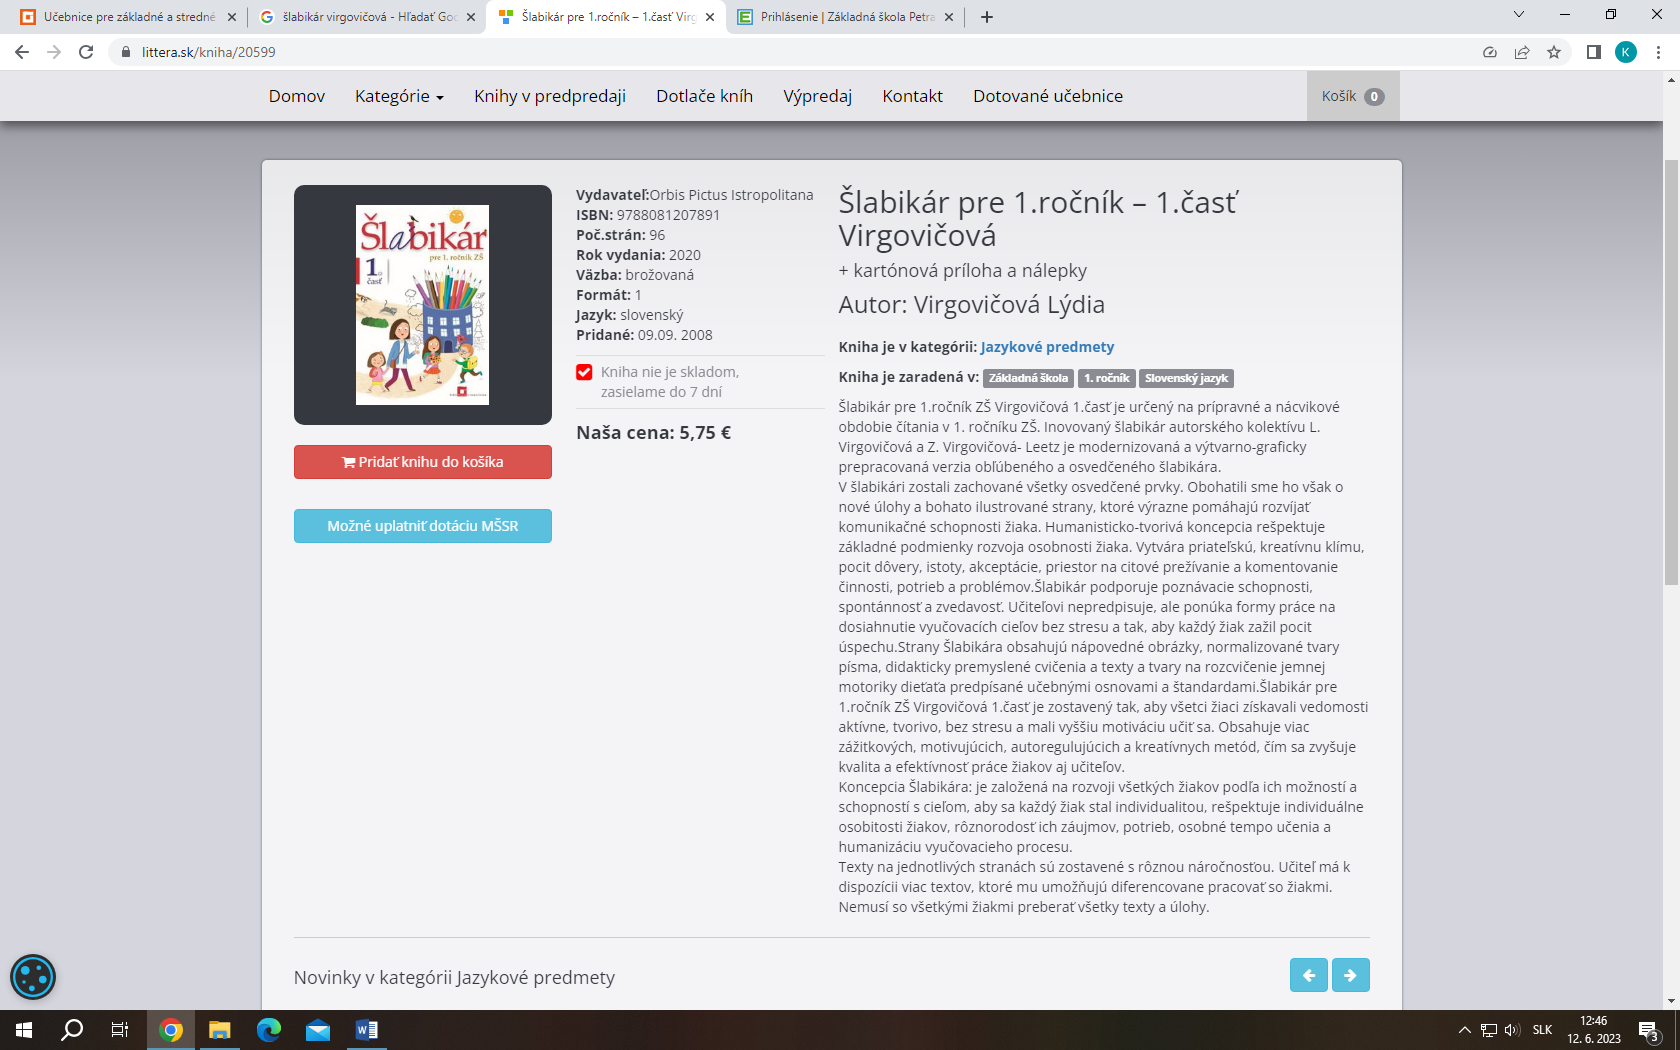 Učebnice pre základné a stredné
šlabikár virgovičová - Hľadať Goo
Šlabikár pre 1.ročník – 1.časť Virg
Prihlásenie | Základná škola Petra
littera.sk/kniha/20599
K
Domov
Kategórie
Knihy v predpredaji
Dotlače kníh
Výpredaj
Kontakt
Dotované učebnice
Košík 0
Šlabikár
pre 1. ročník ZŠ
1.
časť
Pridať knihu do košíka
Možné uplatniť dotáciu MŠSR
Vydavateľ:Orbis Pictus Istropolitana
ISBN: 9788081207891
Poč.strán: 96
Rok vydania: 2020
Väzba: brožovaná
Formát: 1
Jazyk: slovenský
Pridané: 09.09. 2008
Kniha nie je skladom,
zasielame do 7 dní
Naša cena: 5,75 €
Šlabikár pre 1.ročník – 1.časť
Virgovičová
+ kartónová príloha a nálepky
Autor: Virgovičová Lýdia
Kniha je v kategórii: Jazykové predmety
Kniha je zaradená v: Základná škola 1. ročník Slovenský jazyk
Šlabikár pre 1.ročník ZŠ Virgovičová 1.časť je určený na prípravné a nácvikové
obdobie čítania v 1. ročníku ZŠ. Inovovaný šlabikár autorského kolektívu L.
Virgovičová a Z. Virgovičová- Leetz je modernizovaná a výtvarno-graficky
prepracovaná verzia obľúbeného a osvedčeného šlabikára.
V šlabikári zostali zachované všetky osvedčené prvky. Obohatili sme ho však o
nové úlohy a bohato ilustrované strany, ktoré výrazne pomáhajú rozvíjať
komunikačné schopnosti žiaka. Humanisticko-tvorivá koncepcia rešpektuje
základné podmienky rozvoja osobnosti žiaka. Vytvára priateľskú, kreatívnu klímu,
pocit dôvery, istoty, akceptácie, priestor na citové prežívanie a komentovanie
činnosti, potrieb a problémov.Šlabikár podporuje poznávacie schopnosti,
spontánnosť a zvedavosť. Učiteľovi nepredpisuje, ale ponúka formy práce na
dosiahnutie vyučovacích cieľov bez stresu a tak, aby každý žiak zažil pocit
úspechu.Strany Šlabikára obsahujú nápovedné obrázky, normalizované tvary
písma, didakticky premyslené cvičenia a texty a tvary na rozcvičenie jemnej
motoriky dieťaťa predpísané učebnými osnovami a štandardami.Šlabikár pre
1.ročník ZŠ Virgovičová 1.časť je zostavený tak, aby všetci žiaci získavali vedomosti
aktívne, tvorivo, bez stresu a mali vyššiu motiváciu učiť sa. Obsahuje viac
zážitkových, motivujúcich, autoregulujúcich a kreatívnych metód, čím sa zvyšuje
kvalita a efektívnosť práce žiakov aj učiteľov.
Koncepcia Šlabikára: je založená na rozvoji všetkých žiakov podľa ich možností a
schopností s cieľom, aby sa každý žiak stal individualitou, rešpektuje individuálne
osobitosti žiakov, rôznorodosť ich záujmov, potrieb, osobné tempo učenia a
humanizáciu vyučovacieho procesu.
Texty na jednotlivých stranách sú zostavené s rôznou náročnosťou. Učiteľ má k
dispozícii viac textov, ktoré mu umožňujú diferencovane pracovať so žiakmi.
Nemusí so všetkými žiakmi preberať všetky texty a úlohy.
Novinky v kategórii Jazykové predmety
SLK
12:46
12. 6. 2023
3